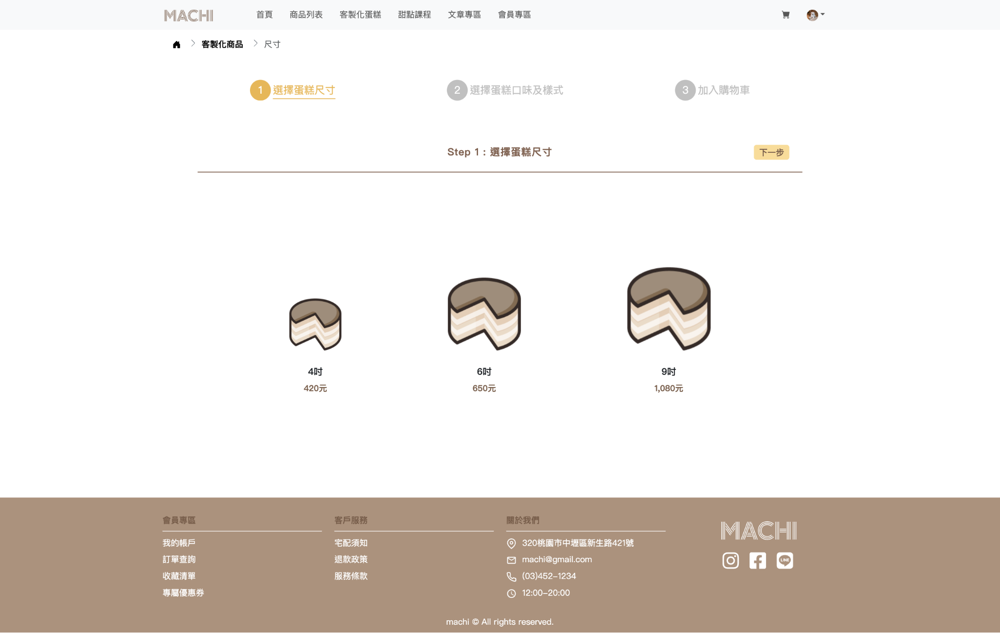 MACHI 首頁 商品列表 客製化蛋糕 甜點課程 文章專區 會員專區
客製化商品 尺寸
1 選擇蛋糕尺寸 2 選擇蛋糕口味及樣式 3 加入購物車
Step 1 : 選擇蛋糕尺寸 下一步
4吋 6吋 9吋
420元 650元 1,080元
會員專區 客戶服務 關於我們
MACHI
我的帳戶 宅配須知 320桃園市中壢區新生路421號
訂單查詢 退款政策 machi@gmail.com LINE
收藏清單 服務條款 (03)452-1234
專屬優惠券 12:00-20:00
machi © All rights reserved.